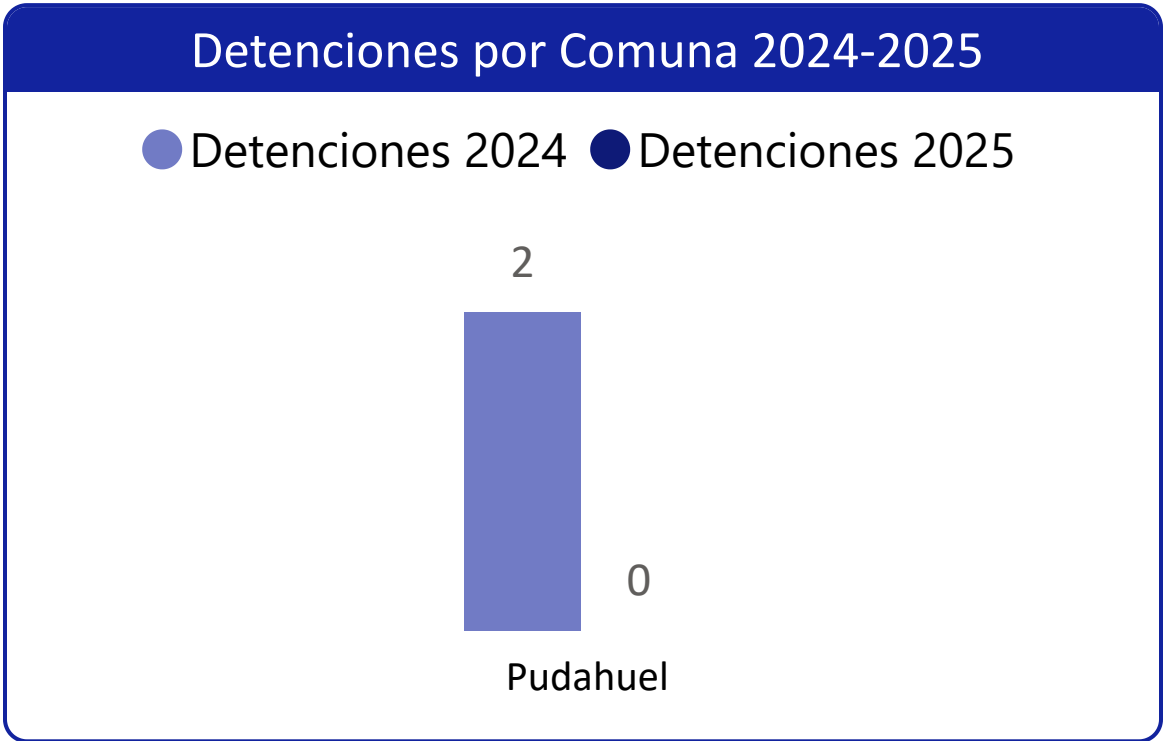 Detenciones por Comuna 2024-2025
Detenciones 2024 Detenciones 2025
2
0
Pudahuel